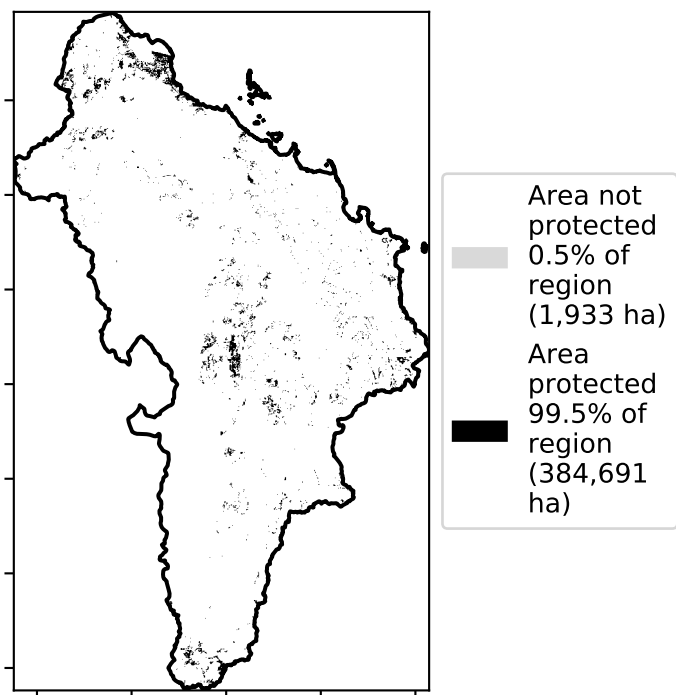 Area not
protected
0.5% of
region
(1,933 ha)
Area
protected
99.5% of
region
(384,691
ha)